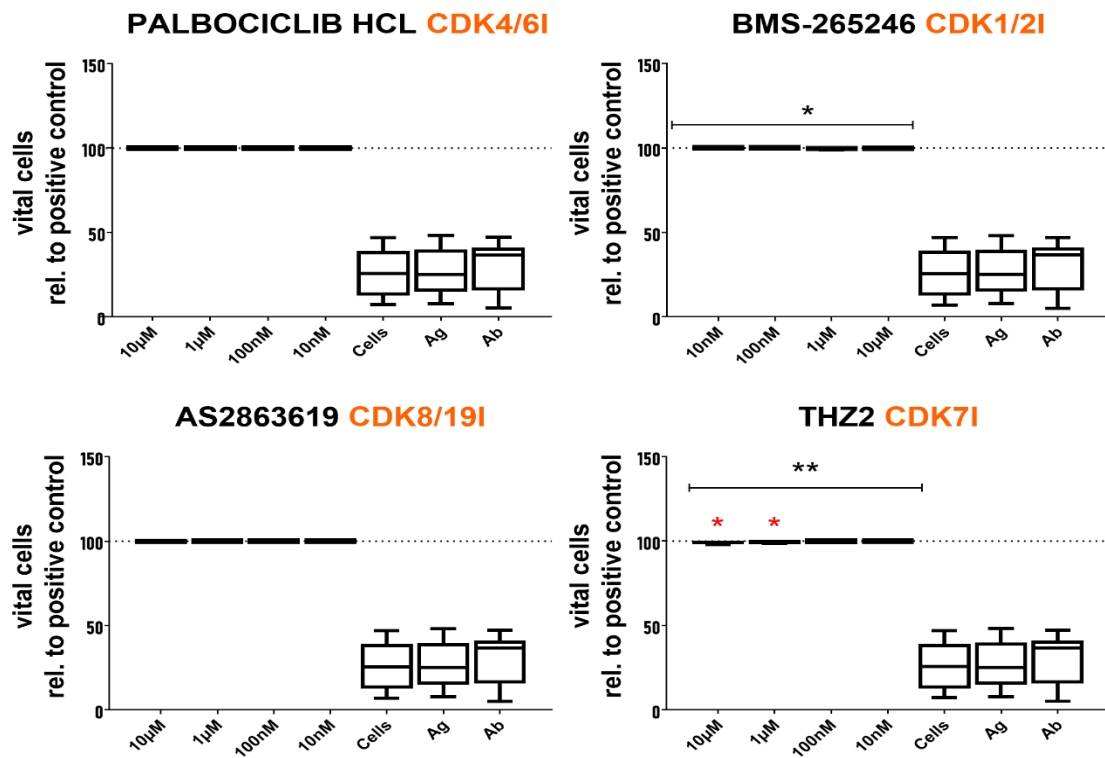 PALBOCICLIB HCL CDK4/6I
150
100
50
0
vital cells
rel. to positive control
10µM 1µM 100nM 10nM Cells Ag Ab
BMS-265246 CDK1/2I
150
100
50
0
vital cells
rel. to positive control
*
10nM 100nM 1µM 10µM Cells Ag Ab
AS2863619 CDK8/19I
150
100
50
0
vital cells
rel. to positive control
10µM 1µM 100nM 10nM Cells Ag Ab
THZ2 CDK7I
150
100
50
0
vital cells
rel. to positive control
**
* *
10µM 1µM 100nM 10nM Cells Ag Ab